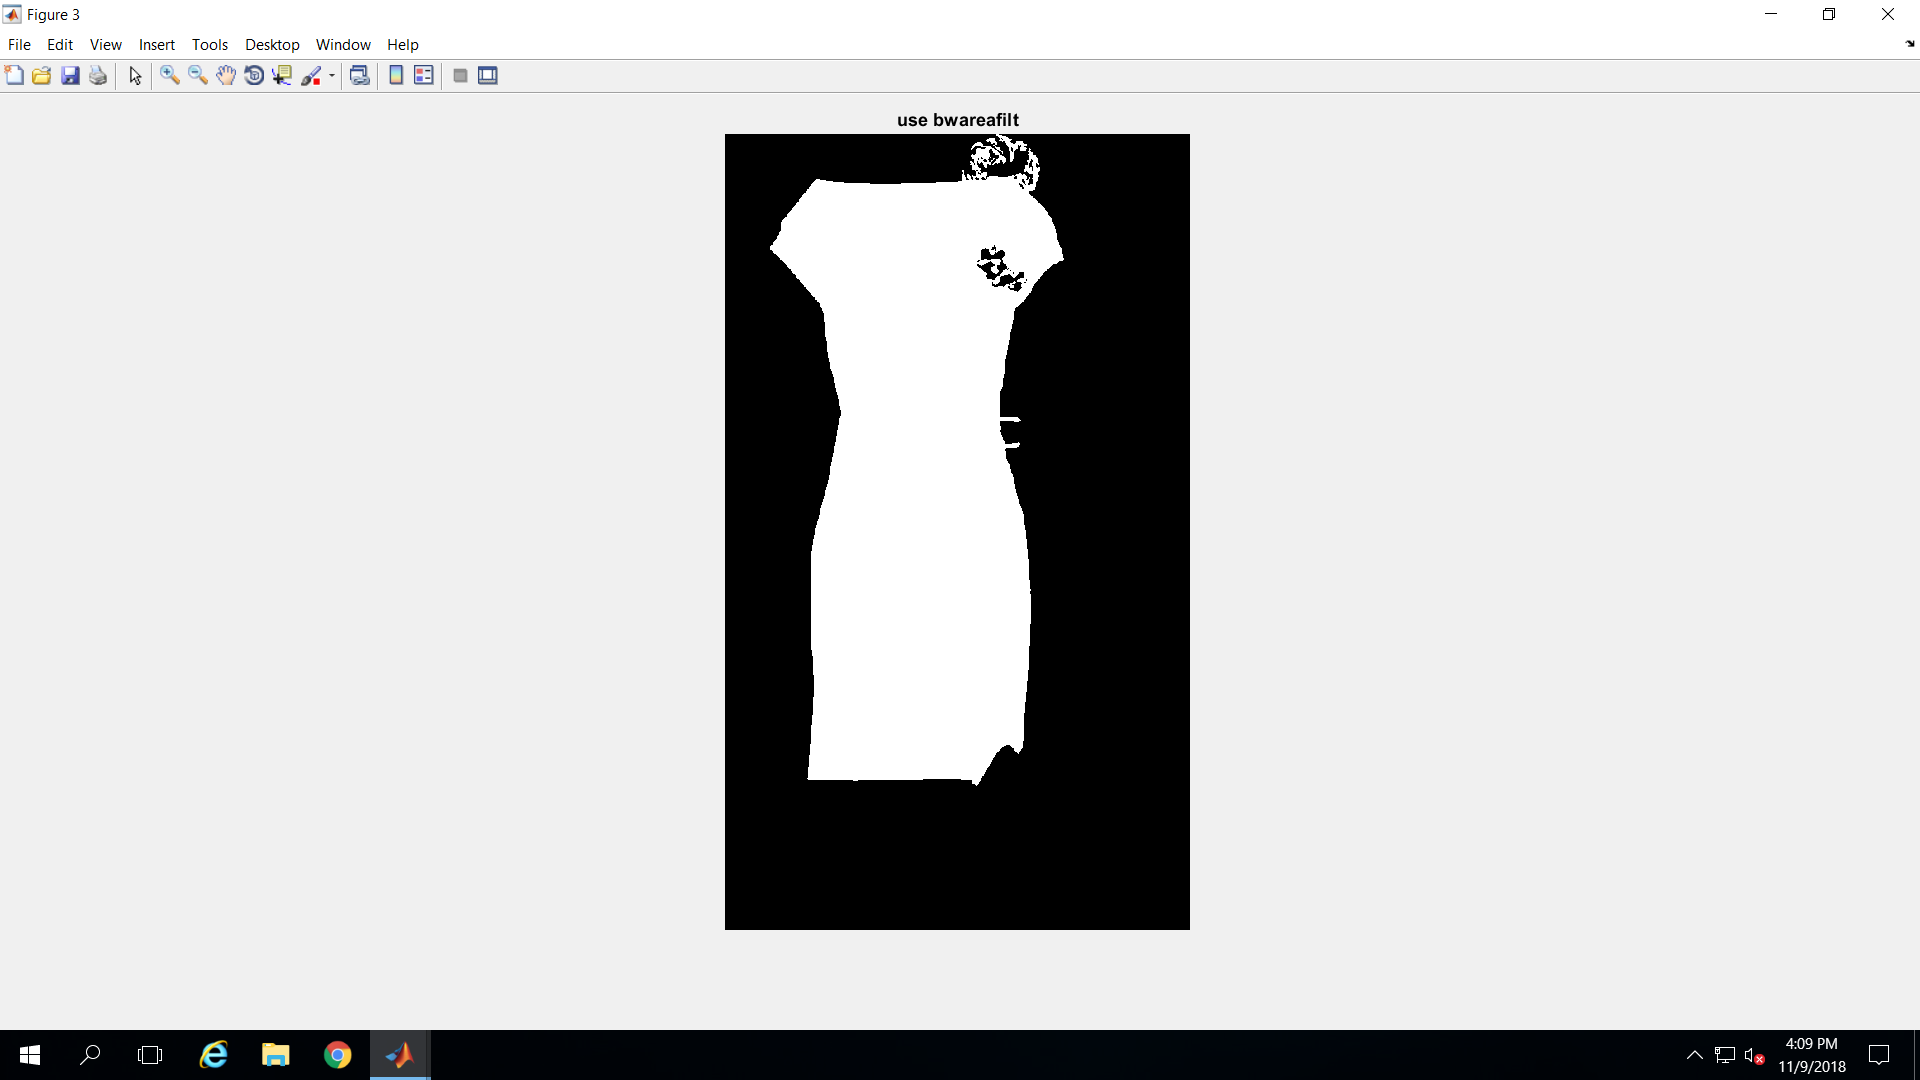 Figure 3
File Edit View Insert Tools Desktop Window Help
use bwareafilt
4:09 PM
11/9/2018